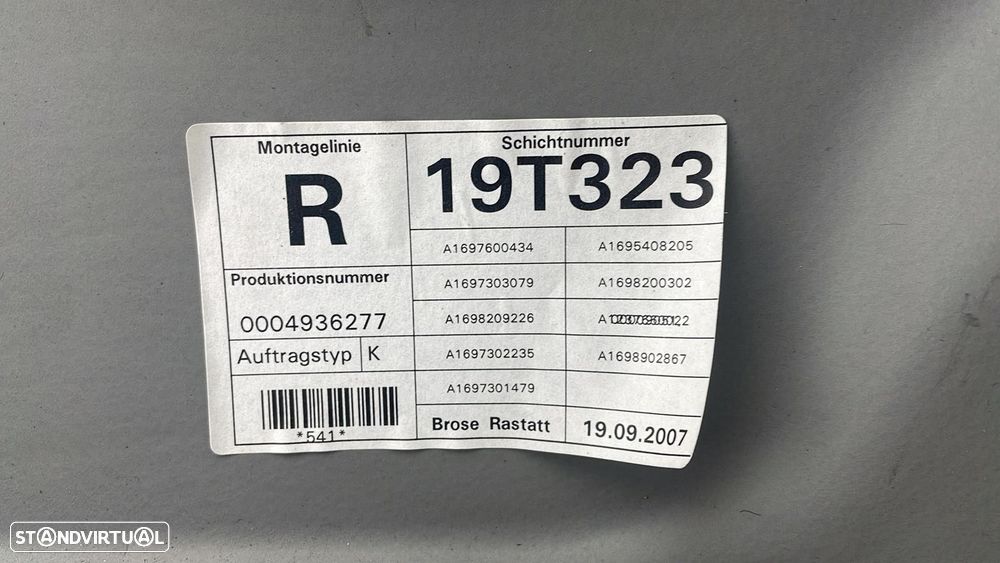 Montagelinie
R
Schichtnummer
19T323
A1697600434 A1695408205
A1697303079 A1698200302
A1698209226
A1697302235 A1698902867
A1697301479
Produktionsnummer
0004936277
Auftragstyp K
*541*
Brose Rastatt 19.09.2007
STANDVIRTUAL